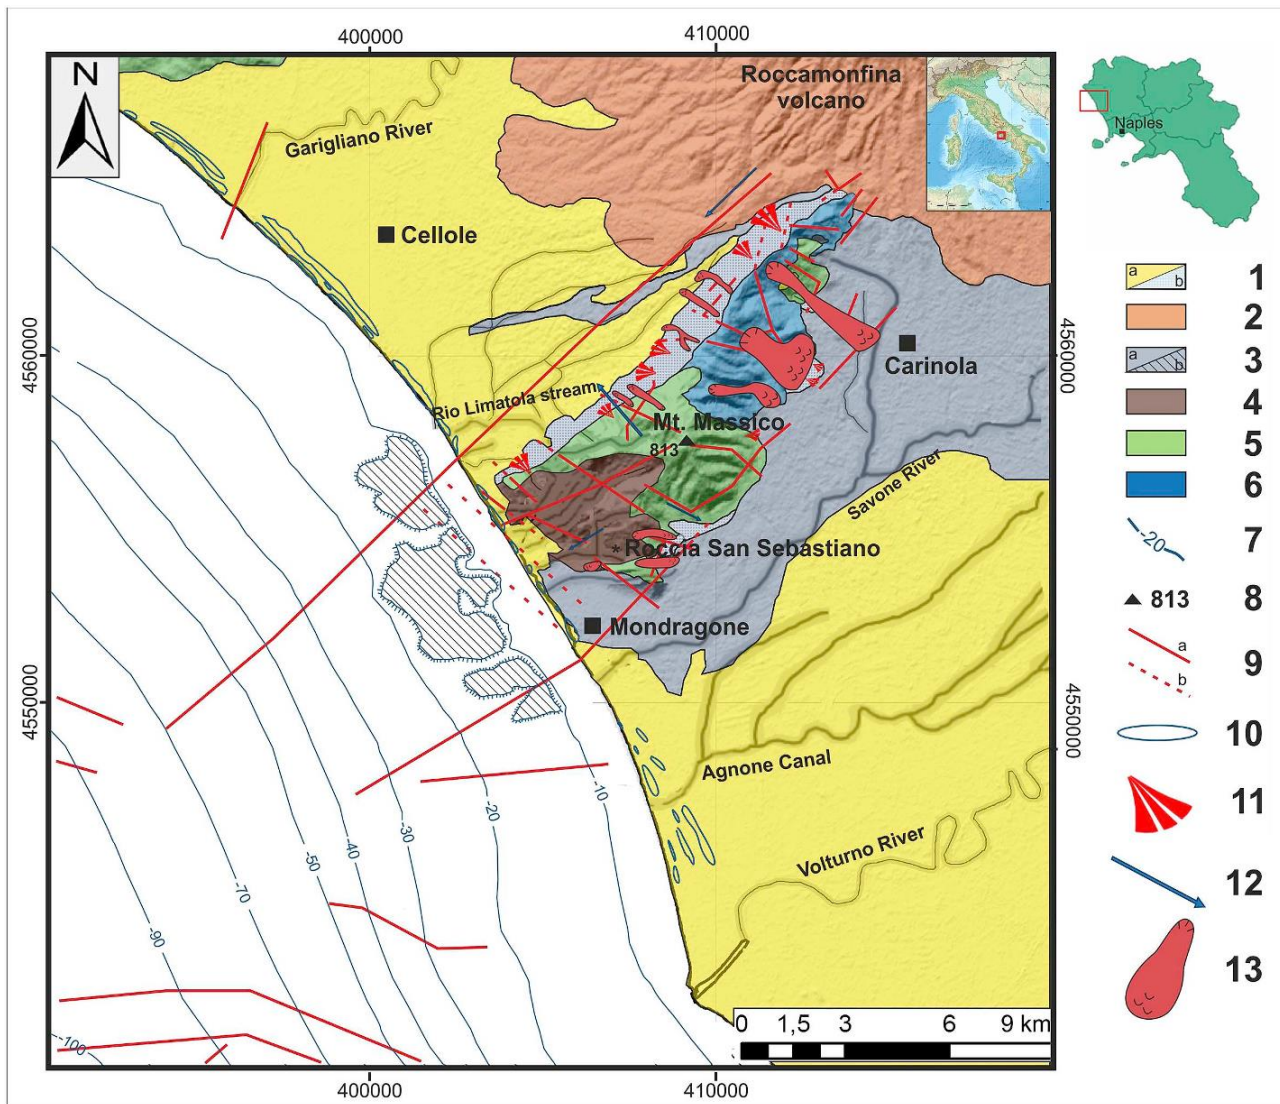 400000
410000
N
Roccamonfina
volcano
Garigliano River
Naples
Cellole
a
b
1
2
4560000
4560000
Carinola
a
b
3
Rio Limatola stream
4
Mt. Massico
813
5
Savone River
6
* Roccia San Sebastiano
-20
7
Mondragone
813
8
a
b
9
4550000
4550000
10
Agnone Canal
-10
-20
-30
-40
-50
-70
-90
-100
11
Volturno River
12
13
0 1,5 3 6 9 km
400000
410000